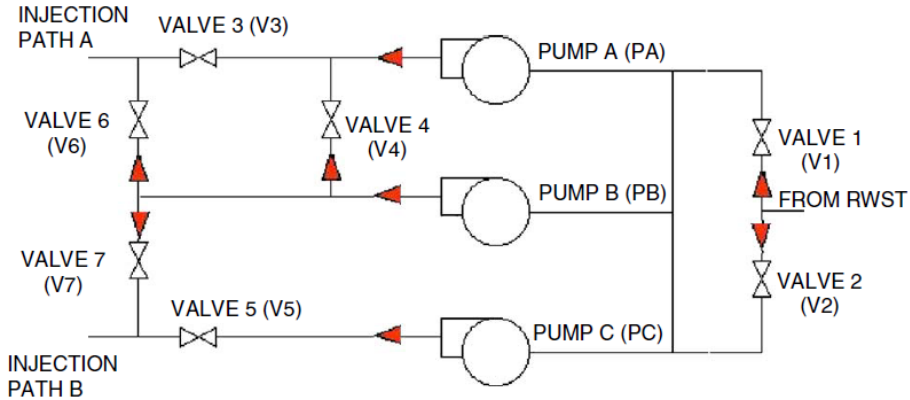 INJECTION
PATH A
VALVE 3 (V3)
PUMP A (PA)
VALVE 6
(V6)
VALVE 4
(V4)
VALVE 1
(V1)
PUMP B (PB)
FROM RWST
VALVE 7
(V7)
VALVE 2
(V2)
VALVE 5 (V5)
PUMP C (PC)
INJECTION
PATH B